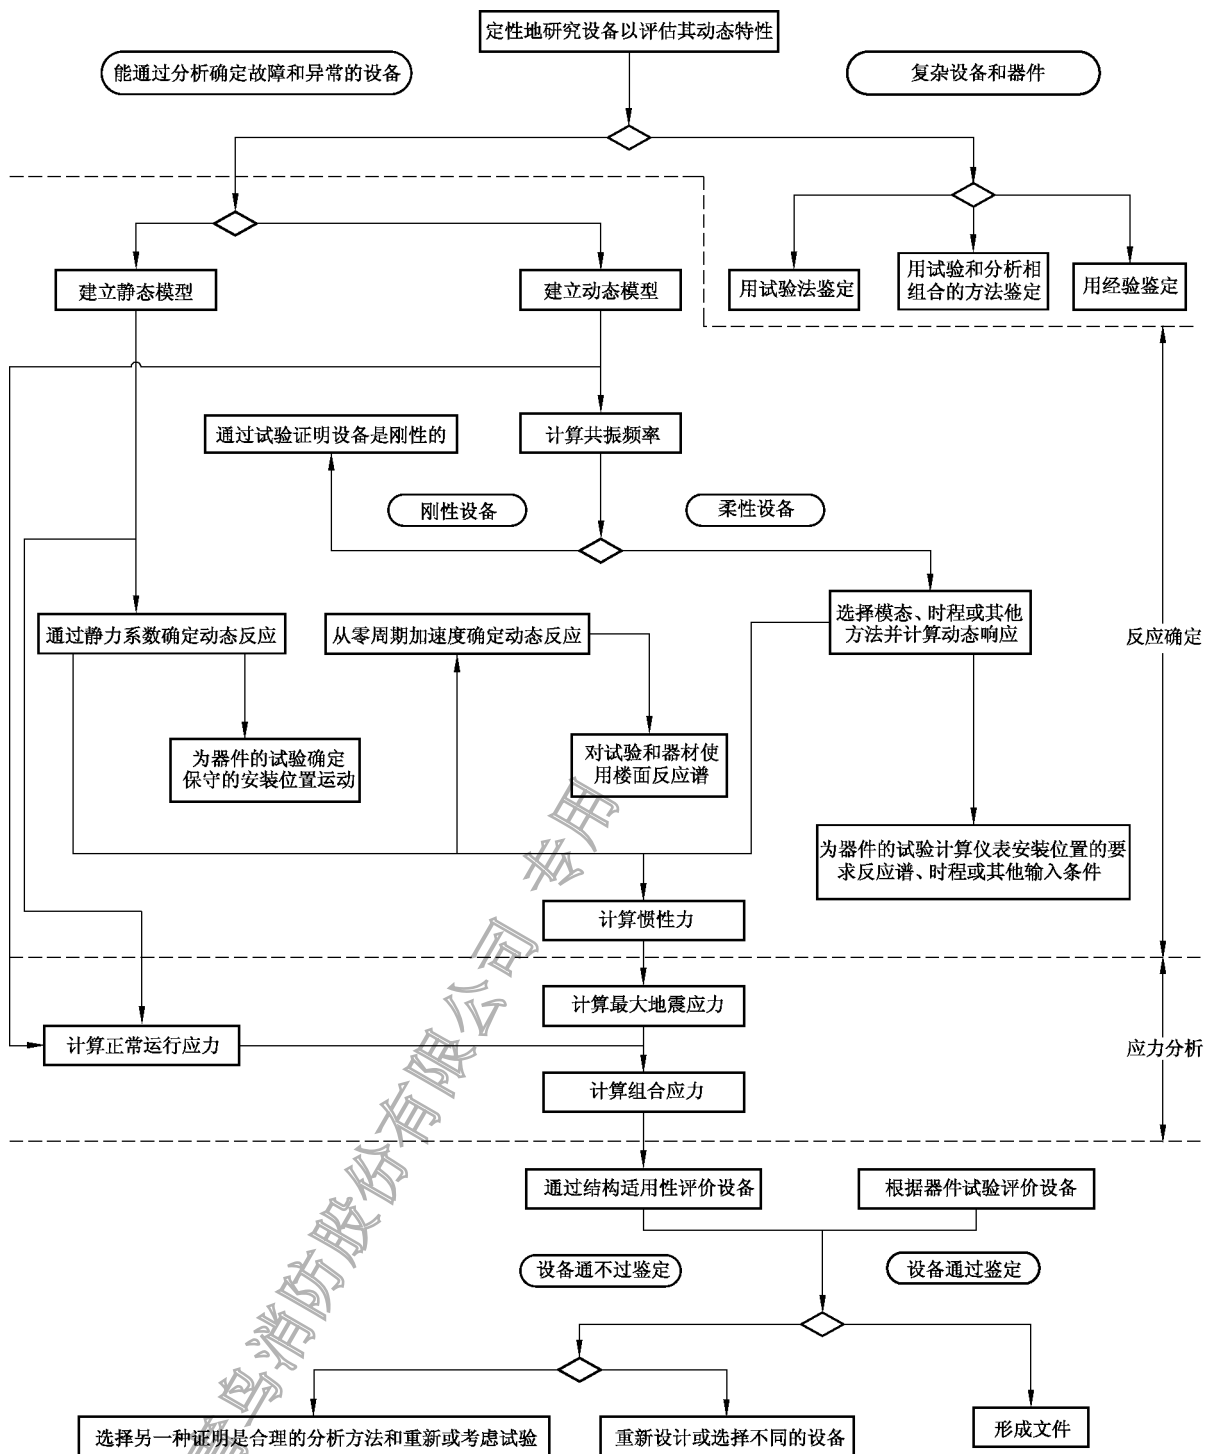 定性地研究设备以评估其动态特性
能通过分析确定故障和异常的设备
复杂设备和器件
建立静态模型
建立动态模型
用试验法鉴定
用试验和分析相
组合的方法鉴定
用经验鉴定
通过试验证明设备是刚性的
计算共振频率
刚性设备
柔性设备
通过静力系数确定动态反应
从零周期加速度确定动态反应
选择模态、时程或其他
方法并计算动态响应
反应确定
为器件的试验确定
保守的安装位置运动
对试验和器材使
用楼面反应谱
为器件的试验计算仪表安装位置的要
求反应谱、时程或其他输入条件
计算惯性力
计算最大地震应力
计算正常运行应力
应力分析
计算组合应力
通过结构适用性评价设备
根据器件试验评价设备
设备通不过鉴定
设备通过鉴定
选择另一种证明是合理的分析方法和重新或考虑试验
重新设计或选择不同的设备
形成文件
鸟消防股份有限公司 专用